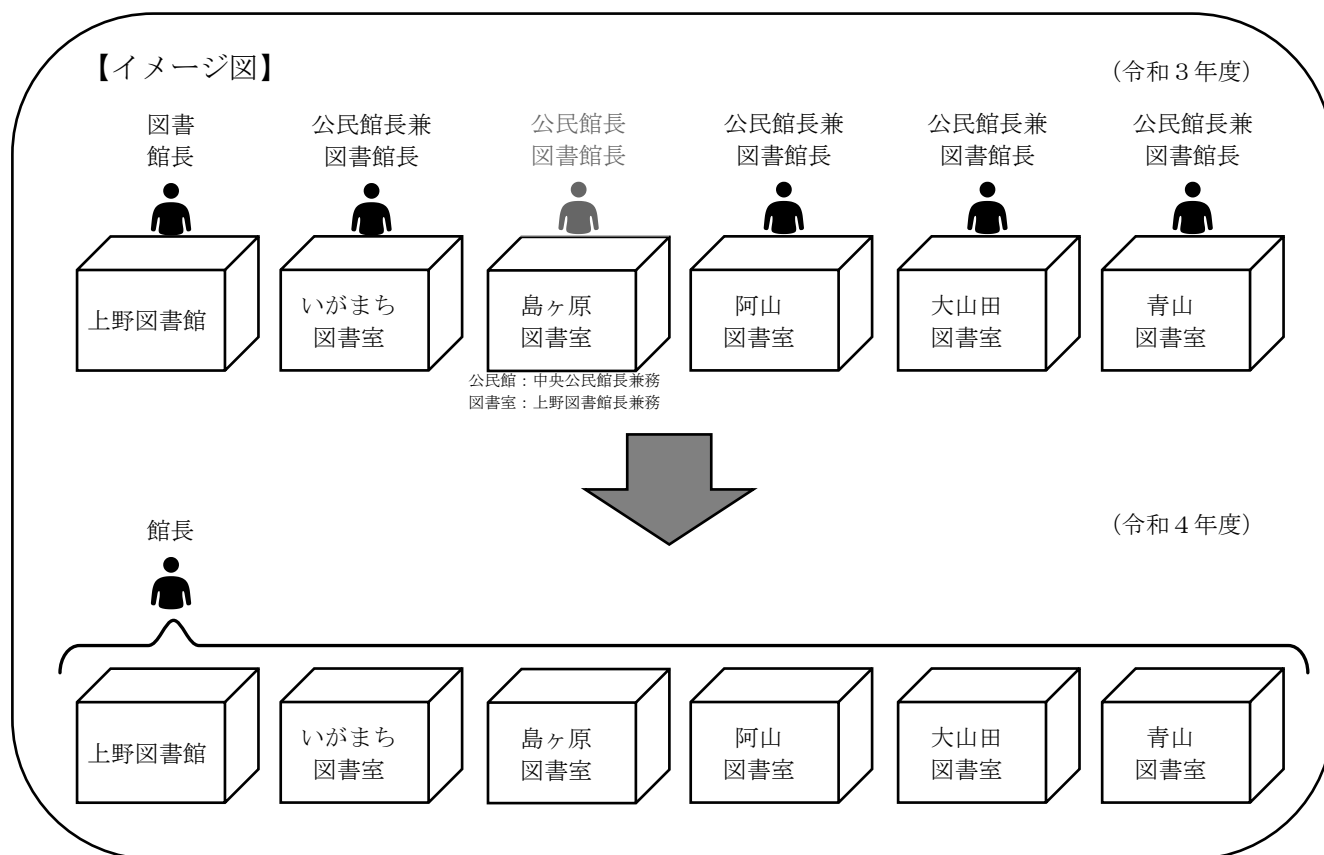 【イメージ図】
（令和３年度）
図書
館長
公民館長兼
図書館長
公民館長
図書館長
公民館長兼
図書館長
公民館長兼
図書館長
公民館長兼
図書館長
上野図書館
いがまち
図書室
島ヶ原
図書室
阿山
図書室
大山田
図書室
青山
図書室
公民館：中央公民館長兼務
図書室：上野図書館長兼務
館長
（令和４年度）
上野図書館
いがまち
図書室
島ヶ原
図書室
阿山
図書室
大山田
図書室
青山
図書室